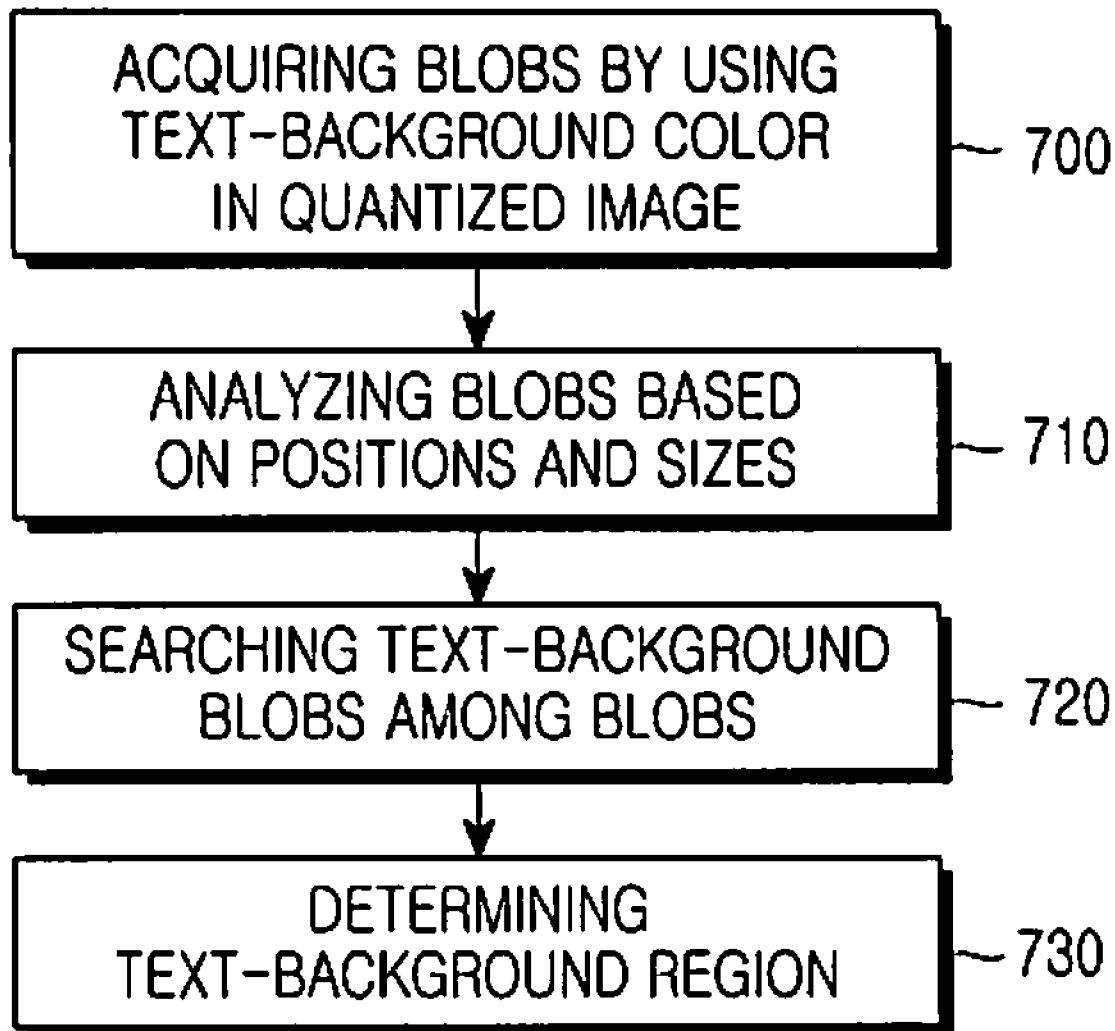 ACQUIRING BLOBS BY USING
TEXT-BACKGROUND COLOR
IN QUANTIZED IMAGE
700
ANALYZING BLOBS BASED
ON POSITIONS AND SIZES
710
SEARCHING TEXT-BACKGROUND
BLOBS AMONG BLOBS
720
DETERMINING
TEXT-BACKGROUND REGION
730